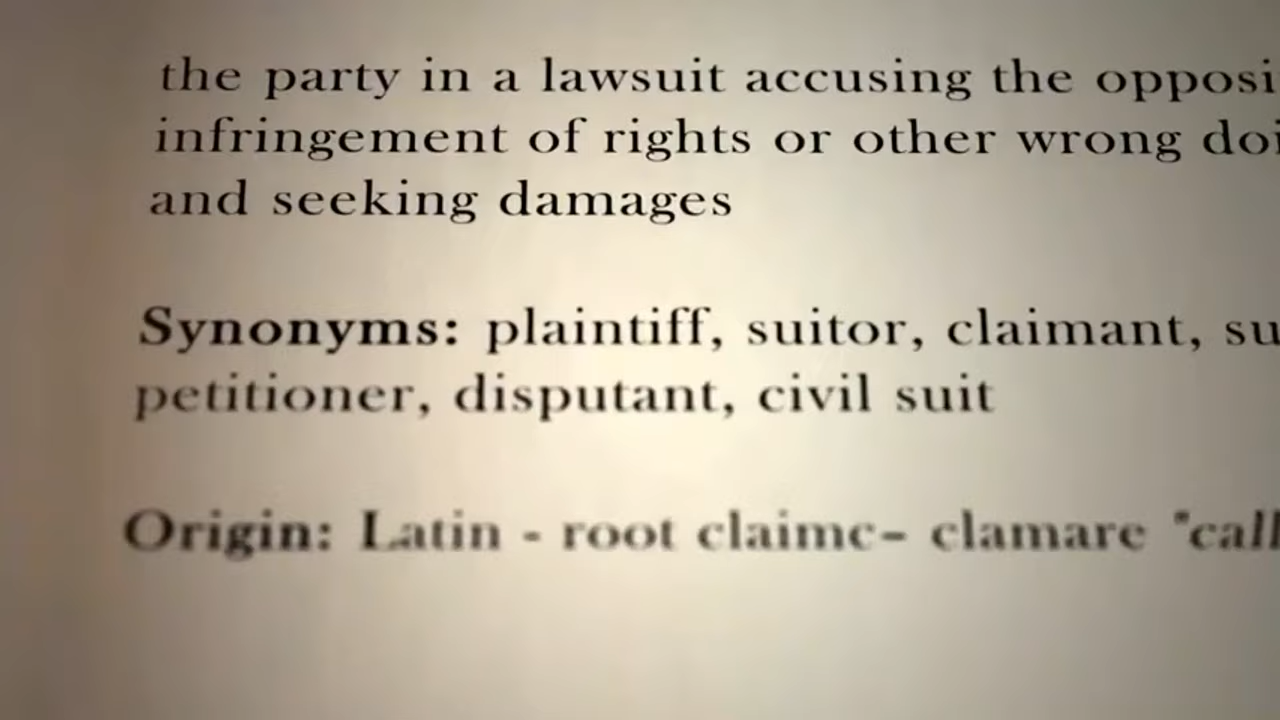 the party in a lawsuit accusing the opposi
infringement of rights or other wrong doi
and seeking damages
Synonyms: plaintiff, suitor, claimant, su
petitioner, disputant, civil suit
Origin: Latin - root claime- clamare "call